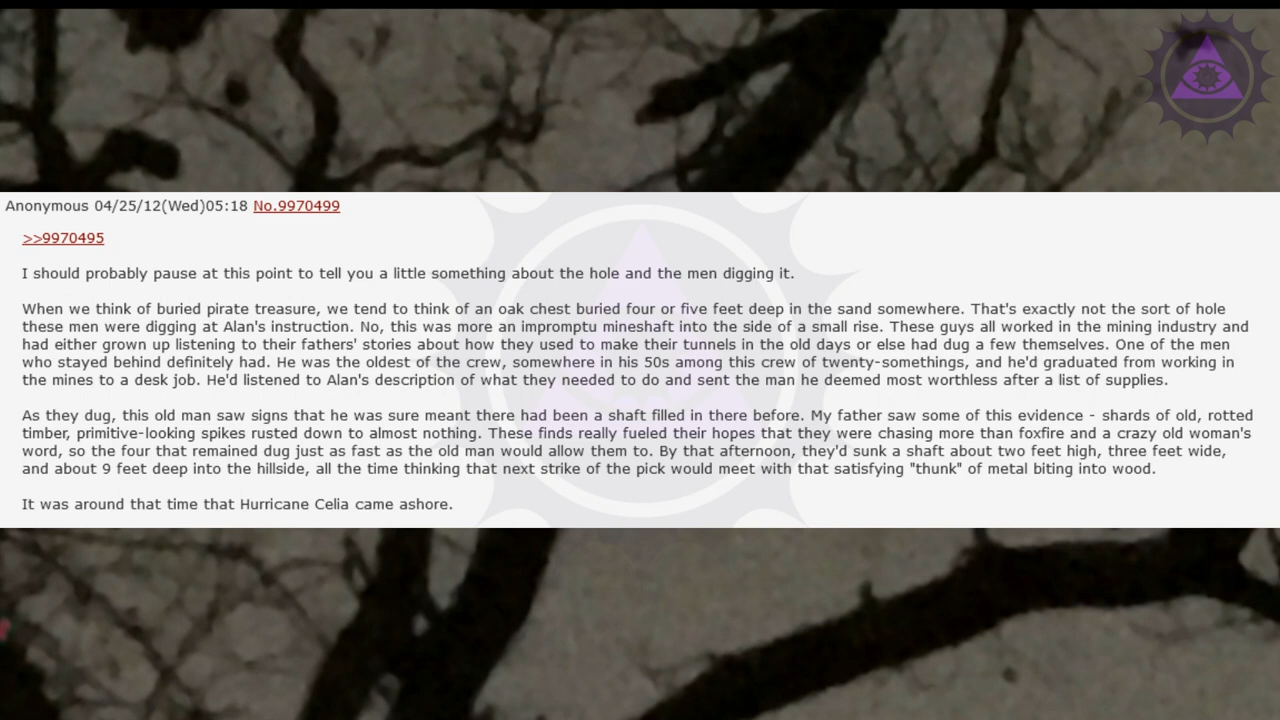 Anonymous 04/25/12(Wed)05:18 No.9970499
>>9970495
I should probably pause at this point to tell you a little something about the hole and the men digging it.
When we think of buried pirate treasure, we tend to think of an oak chest buried four or five feet deep in the sand somewhere. That's exactly not the sort of hole
these men were digging at Alan's instruction. No, this was more an impromptu mineshaft into the side of a small rise. These guys all worked in the mining industry and
had either grown up listening to their fathers' stories about how they used to make their tunnels in the old days or else had dug a few themselves. One of the men
who stayed behind definitely had. He was the oldest of the crew, somewhere in his 50s among this crew of twenty-somethings, and he'd graduated from working in
the mines to a desk job. He'd listened to Alan's description of what they needed to do and sent the man he deemed most worthless after a list of supplies.
As they dug, this old man saw signs that he was sure meant there had been a shaft filled in there before. My father saw some of this evidence - shards of old, rotted
timber, primitive-looking spikes rusted down to almost nothing. These finds really fueled their hopes that they were chasing more than foxfire and a crazy old woman's
word, so the four that remained dug just as fast as the old man would allow them to. By that afternoon, they'd sunk a shaft about two feet high, three feet wide,
and about 9 feet deep into the hillside, all the time thinking that next strike of the pick would meet with that satisfying "thunk" of metal biting into wood.
It was around that time that Hurricane Celia came ashore.